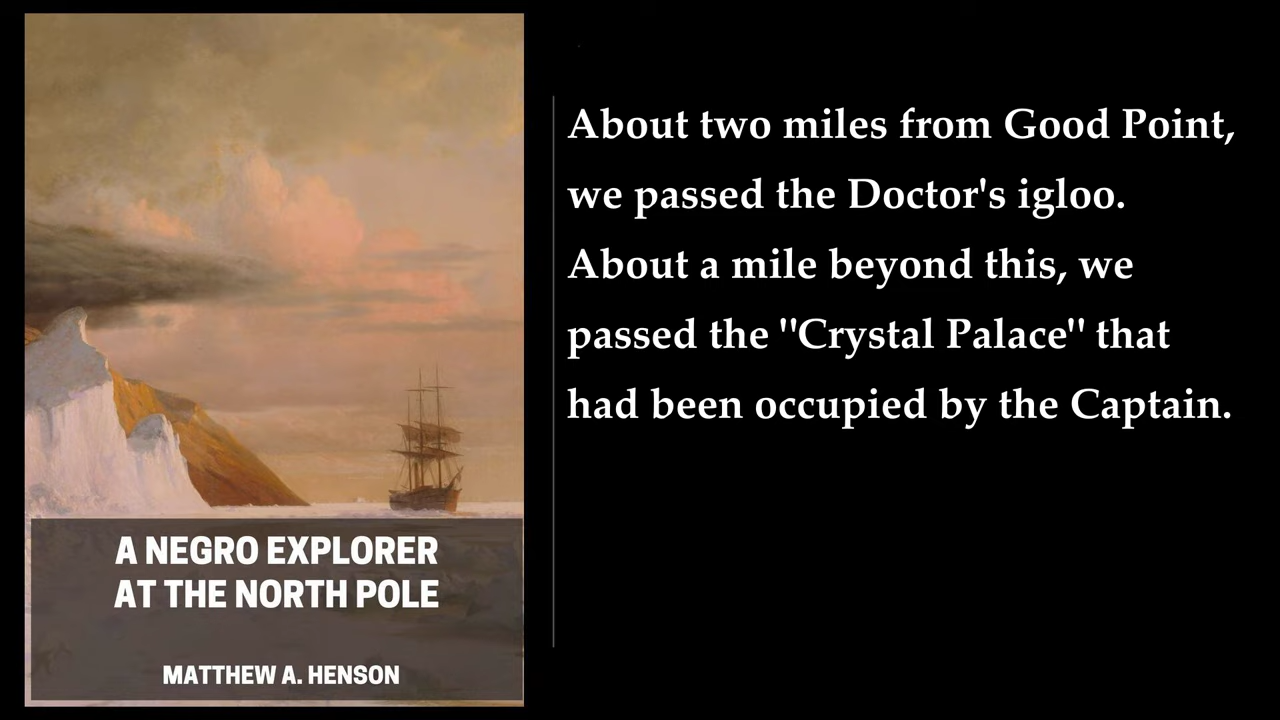 A NEGRO EXPLORER
AT THE NORTH POLE
MATTHEW A. HENSON
About two miles from Good Point,
we passed the Doctor's igloo.
About a mile beyond this, we
passed the "Crystal Palace" that
had been occupied by the Captain.